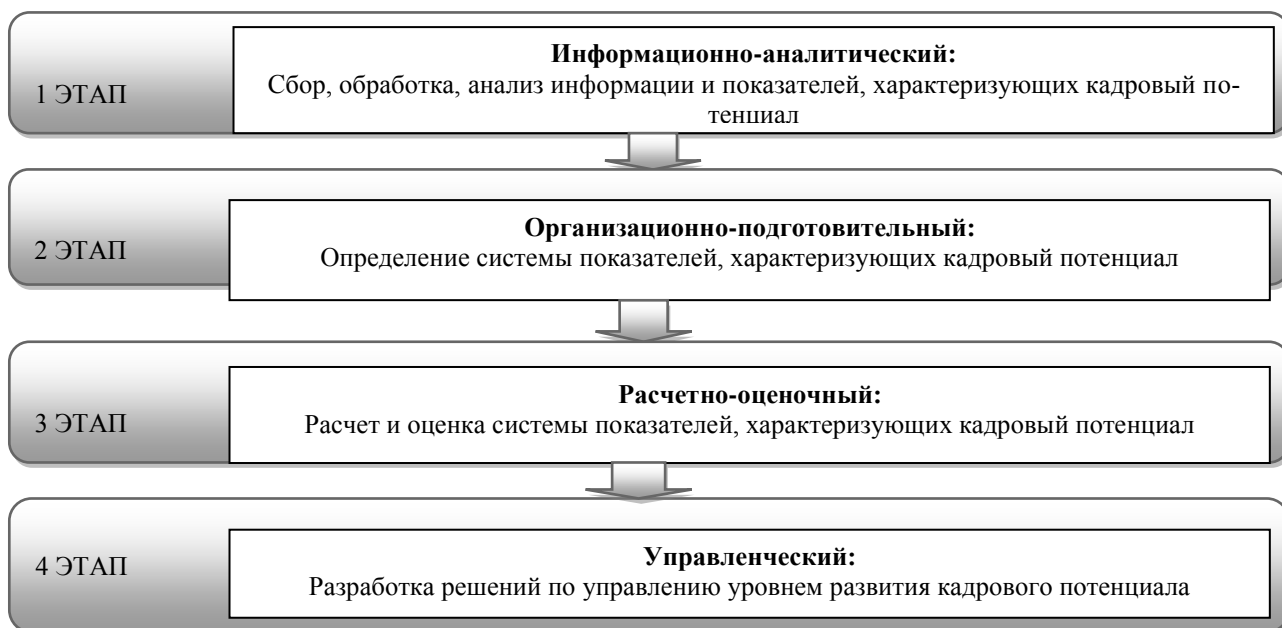 1 ЭТАП
Информационно-аналитический:
Сбор, обработка, анализ информации и показателей, характеризующих кадровый по-
тенциал
2 ЭТАП
Организационно-подготовительный:
Определение системы показателей, характеризующих кадровый потенциал
3 ЭТАП
Расчетно-оценочный:
Расчет и оценка системы показателей, характеризующих кадровый потенциал
4 ЭТАП
Управленческий:
Разработка решений по управлению уровнем развития кадрового потенциала